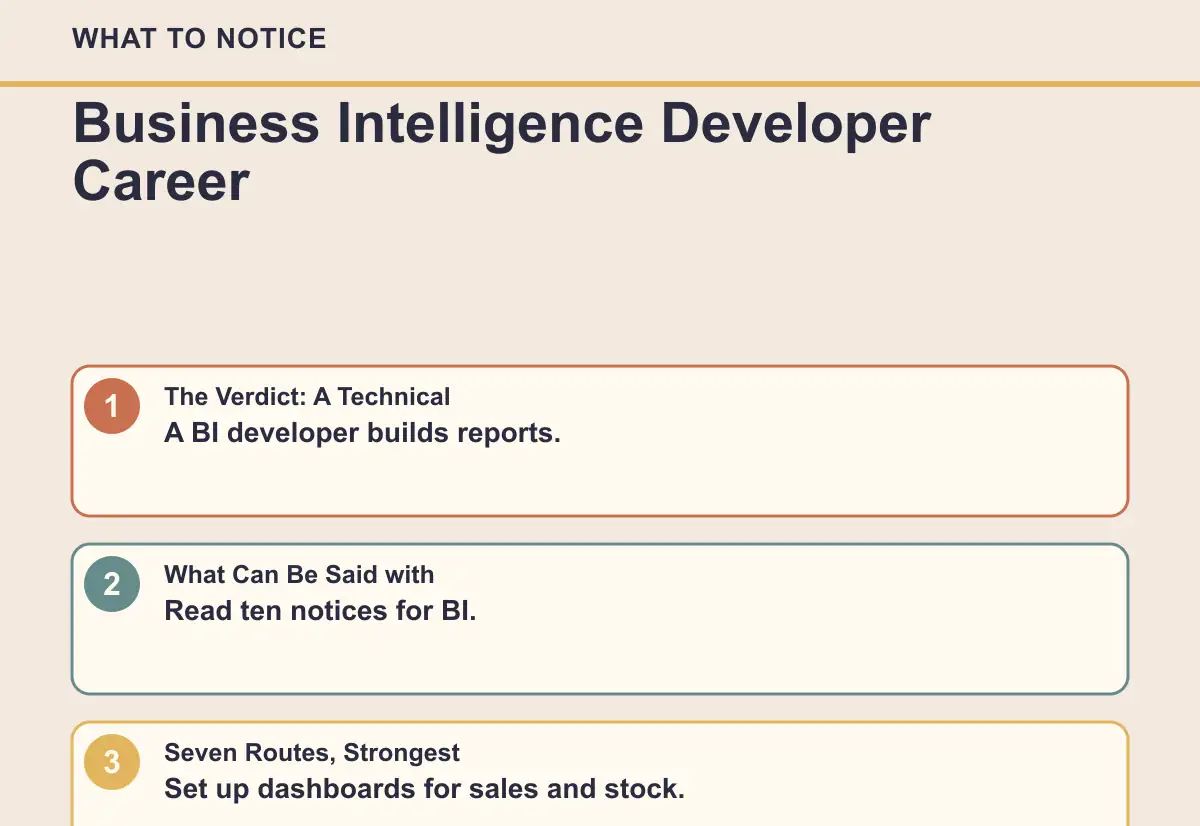 WHAT TO NOTICE
Business Intelligence Developer
Career
1
The Verdict: A Technical
A BI developer builds reports.
2
What Can Be Said with
Read ten notices for BI.
3
Seven Routes, Strongest
Set up dashboards for sales and stock.